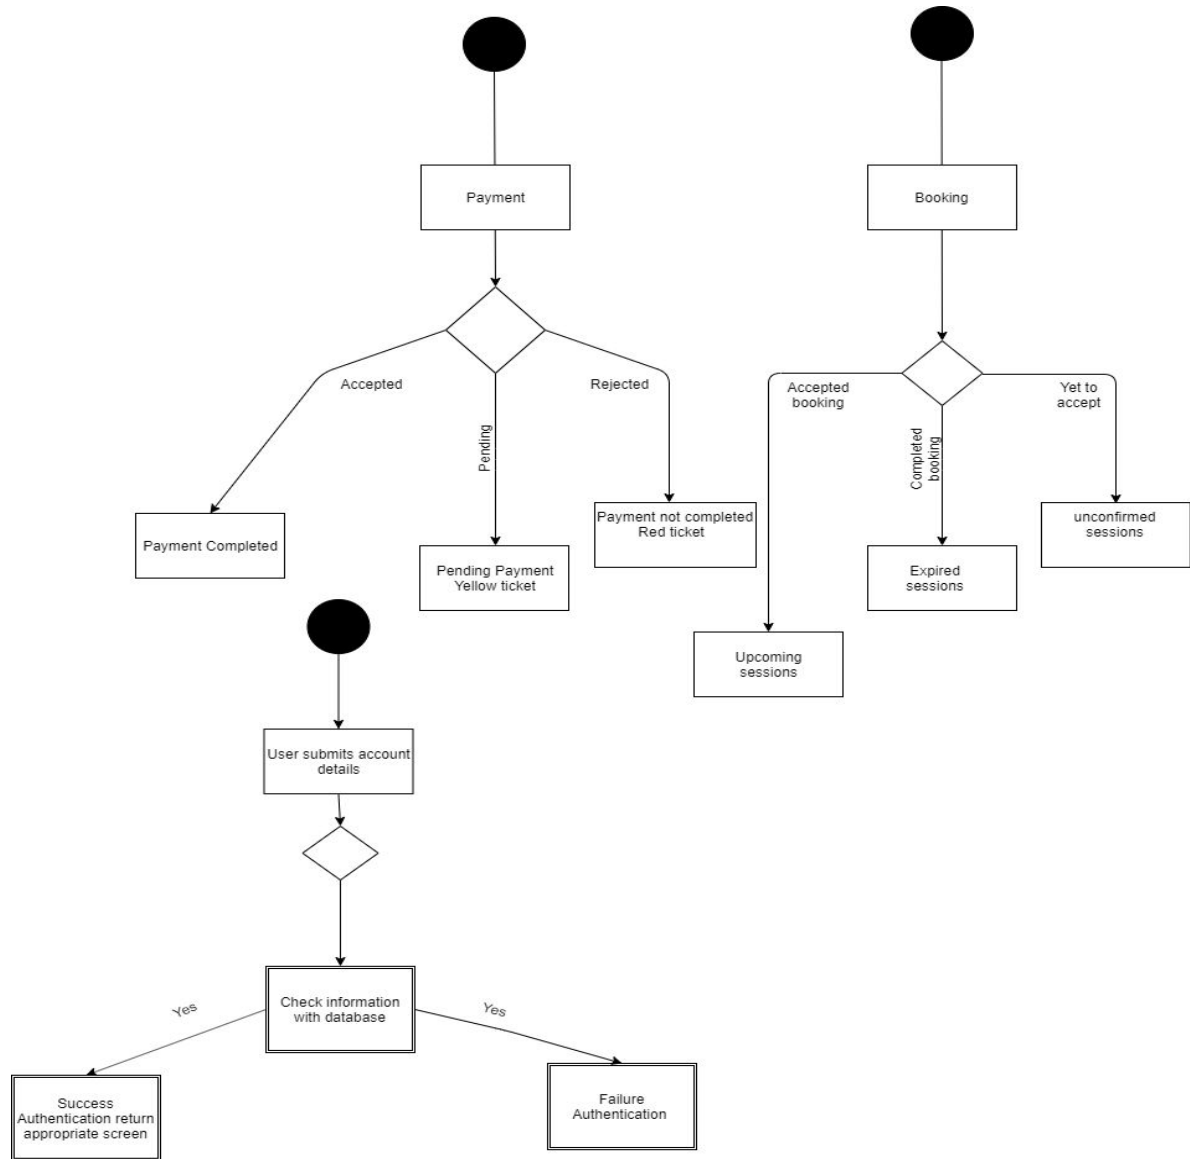 Payment
Booking
Accepted
Rejected
Pending
Accepted
booking
Completed
booking
Yet to
accept
Payment Completed
Pending Payment
Yellow ticket
Payment not completed
Red ticket
Upcoming
sessions
Expired
sessions
unconfirmed
sessions
User submits account
details
Check information
with database
Yes
Yes
Success
Authentication return
appropriate screen
Failure
Authentication